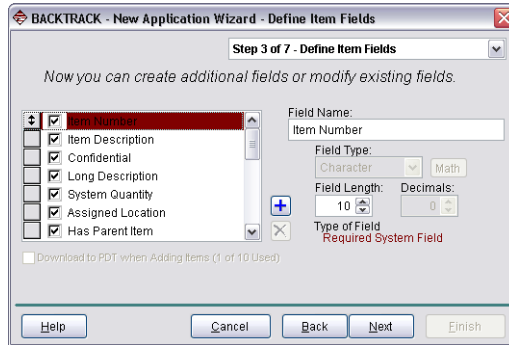 BACKTRACK - New Application Wizard - Define Item Fields
Step 3 of 7 - Define Item Fields
Now you can create additional fields or modify existing fields.
Item Number
Item Description
Confidential
Long Description
System Quantity
Assigned Location
Has Parent Item
Download to PDT when Adding Items (1 of 10 Used)
Field Name:
Item Number
Field Type:
Character
Math
Field Length:
Decimals:
10
0
Type of Field
Required System Field
Help
Cancel
Back
Next
Finish